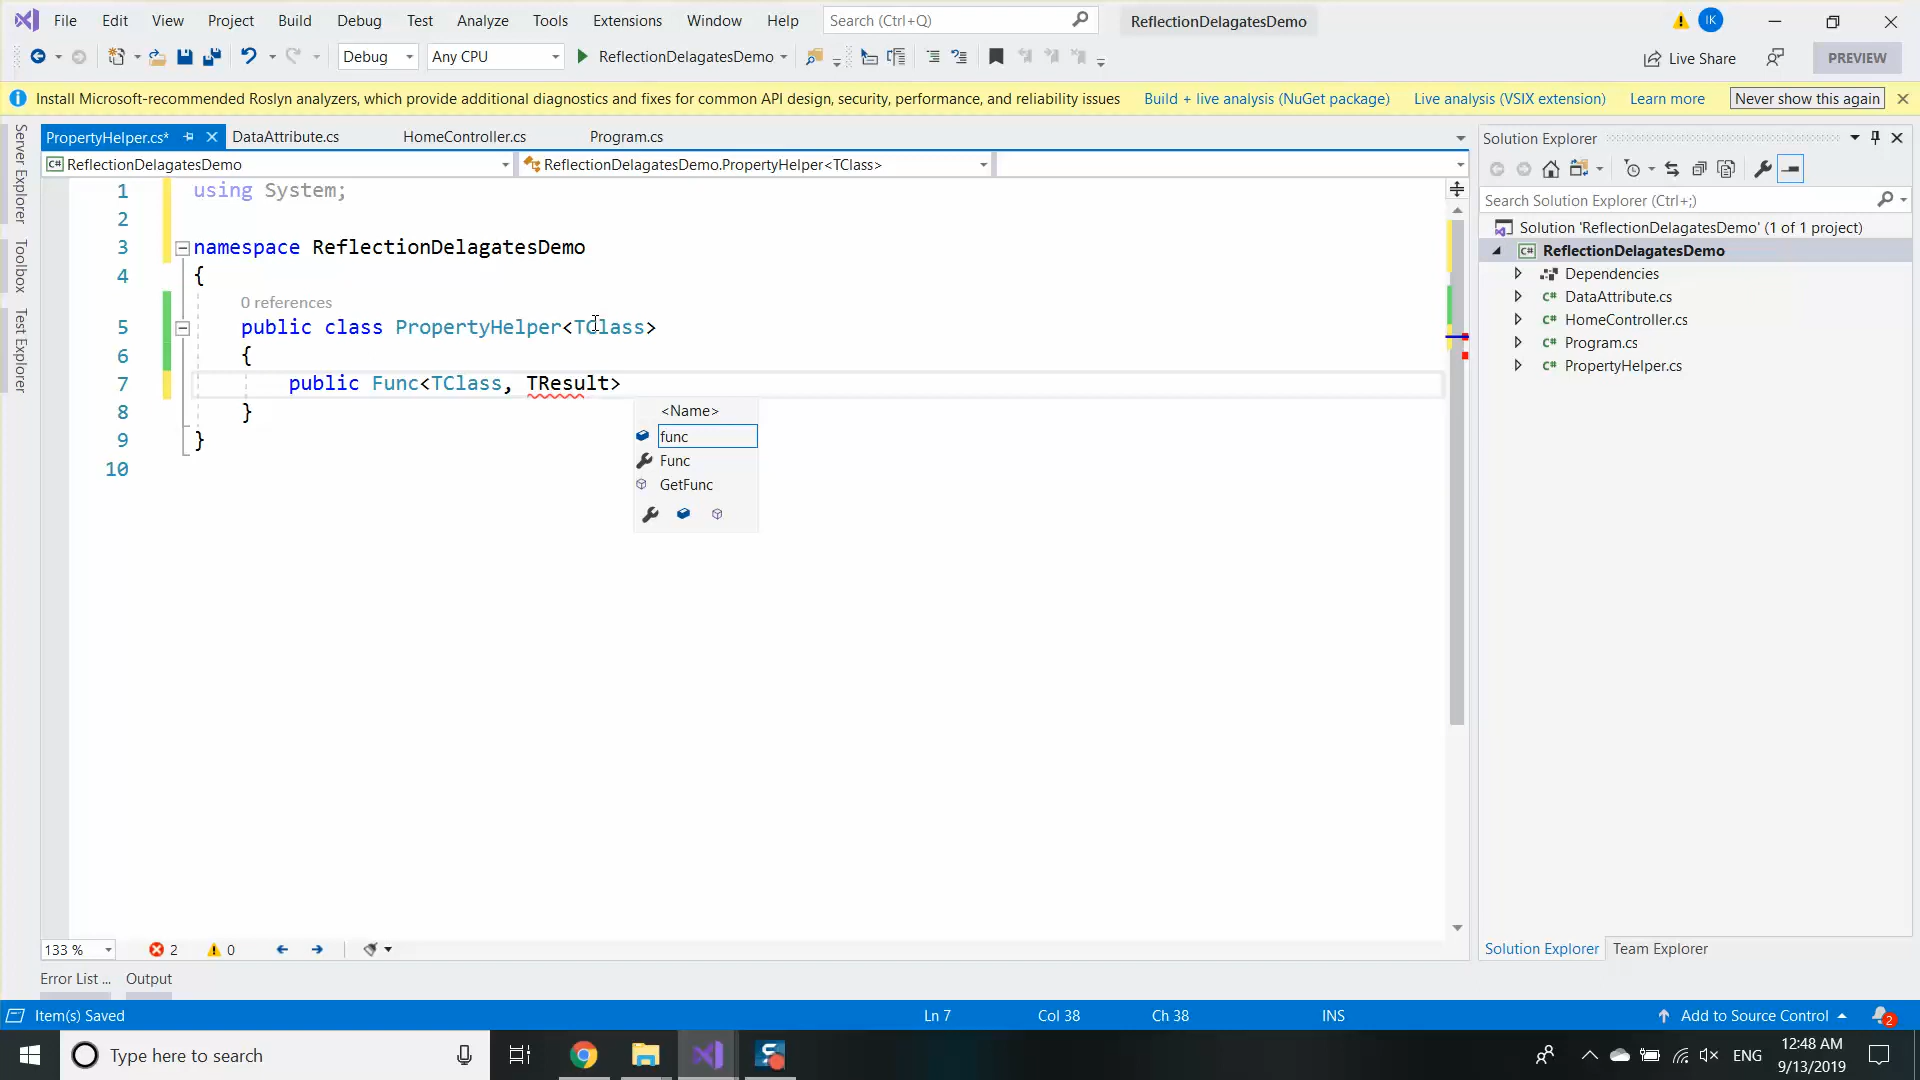 File Edit View Project Build Debug Test Analyze Tools Extensions Window Help Search (Ctrl+Q) ReflectionDelagatesDemo IK
Debug Any CPU ReflectionDelagatesDemo Live Share PREVIEW
Install Microsoft-recommended Roslyn analyzers, which provide additional diagnostics and fixes for common API design, security, performance, and reliability issues Build + live analysis (NuGet package) Live analysis (VSIX extension) Learn more Never show this again
Server Explorer
Toolbox
Test Explorer
PropertyHelper.cs* DataAttribute.cs HomeController.cs Program.cs
C# ReflectionDelagatesDemo ReflectionDelagatesDemo.PropertyHelper<TClass>
1 using System;
2
3 namespace ReflectionDelagatesDemo
4 {
0 references
5 public class PropertyHelper<TClass>
6 {
7 public Func<TClass, TResult>
8 }
9 }
10
<Name>
func
Func
GetFunc
133 % 2 0
Error List ... Output
Solution Explorer
Search Solution Explorer (Ctrl+;)
Solution 'ReflectionDelagatesDemo' (1 of 1 project)
C# ReflectionDelagatesDemo
Dependencies
C# DataAttribute.cs
C# HomeController.cs
C# Program.cs
C# PropertyHelper.cs
Solution Explorer Team Explorer
Item(s) Saved Ln 7 Col 38 Ch 38 INS Add to Source Control 2
Type here to search ENG 12:48 AM
9/13/2019